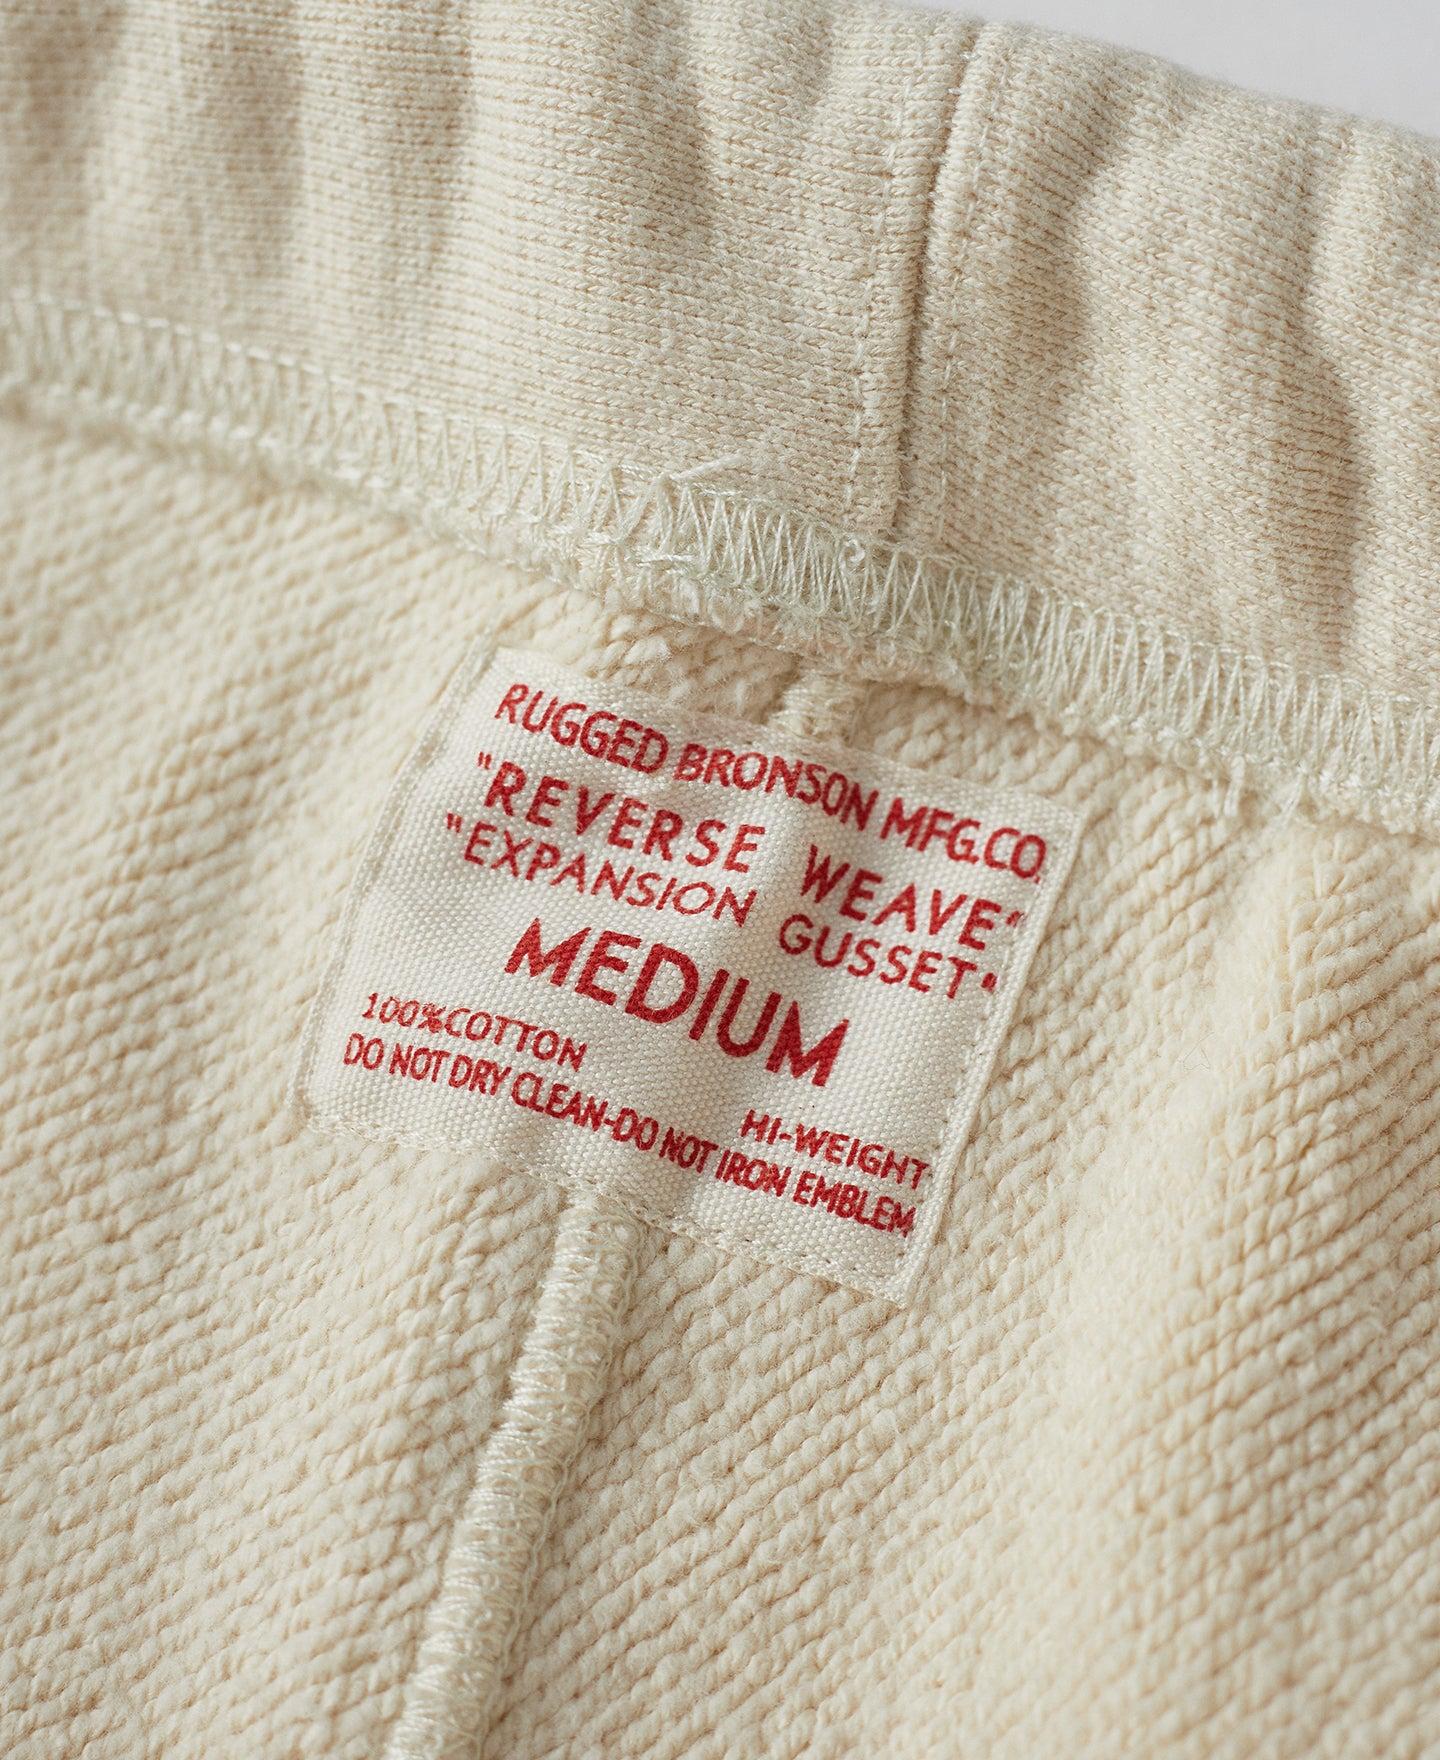 RUGGED BRONSON MFG.CO.
"REVERSE WEAVE"
"EXPANSION GUSSET"
MEDIUM
100%COTTON HI-WEIGHT
DO NOT DRY CLEAN-DO NOT IRON EMBLEM